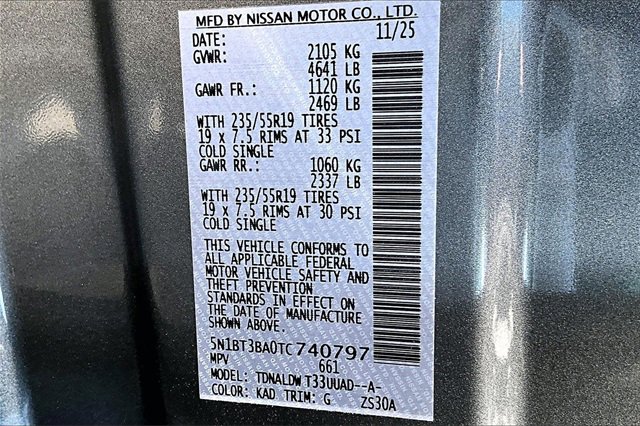 MFD BY NISSAN MOTOR CO., LTD.
DATE: 11/25
GVWR: 2105 KG
4641 LB
GAWR FR.: 1120 KG
2469 LB
WITH 235/55R19 TIRES
19 x 7.5 RIMS AT 33 PSI
COLD SINGLE
GAWR RR.: 1060 KG
2337 LB
WITH 235/55R19 TIRES
19 x 7.5 RIMS AT 30 PSI
COLD SINGLE
THIS VEHICLE CONFORMS TO
ALL APPLICABLE FEDERAL
MOTOR VEHICLE SAFETY AND
THEFT PREVENTION
STANDARDS IN EFFECT ON
THE DATE OF MANUFACTURE
SHOWN ABOVE.
5N1BT3BA0TC740797
MPV 661
MODEL: TDNALDW T33UUAD--A-
COLOR: KAD TRIM: G ZS30A